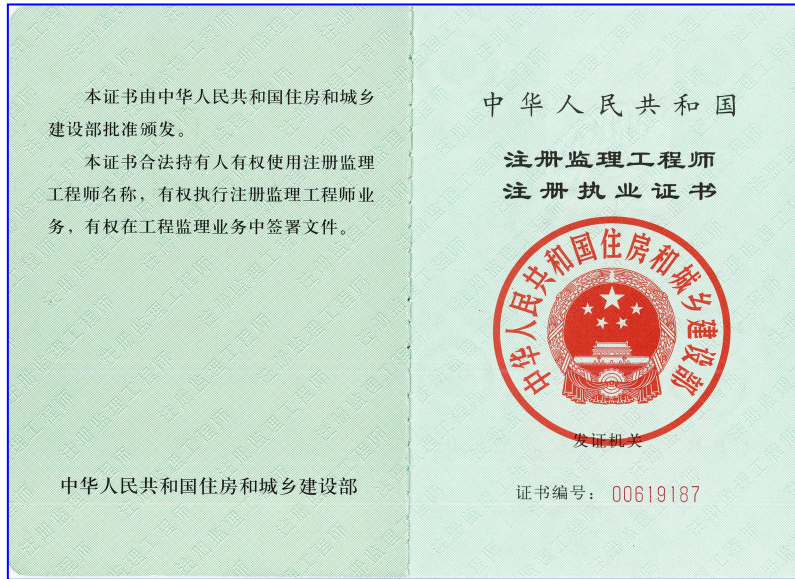 本证书由中华人民共和国住房和城乡
建设部批准颁发。
本证书合法持有人有权使用注册监理
工程师名称，有权执行注册监理工程师业
务，有权在工程监理业务中签署文件。
中华人民共和国住房和城乡建设部
中华人民共和国
注册监理工程师
注册执业证书
中华人民共和国住房和城乡建设部
发证机关
证书编号：00619187